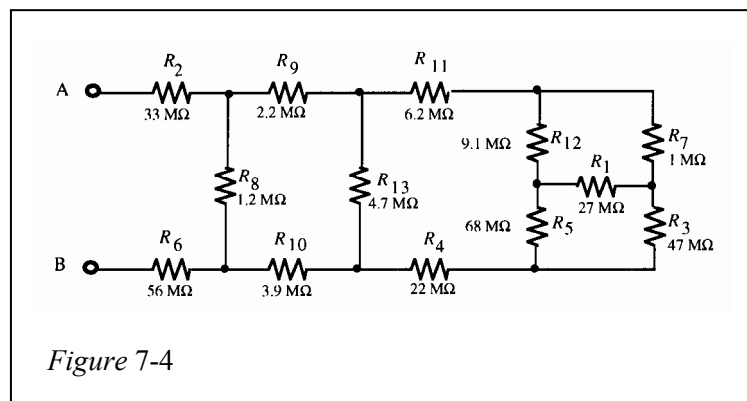 R2
R9
R11
A
33 MΩ
2.2 MΩ
6.2 MΩ
9.1 MΩ
R12
R7
1 MΩ
R1
R8
1.2 MΩ
R13
4.7 MΩ
27 MΩ
68 MΩ
R5
R3
47 MΩ
R6
R10
R4
B
56 MΩ
3.9 MΩ
22 MΩ
Figure 7-4